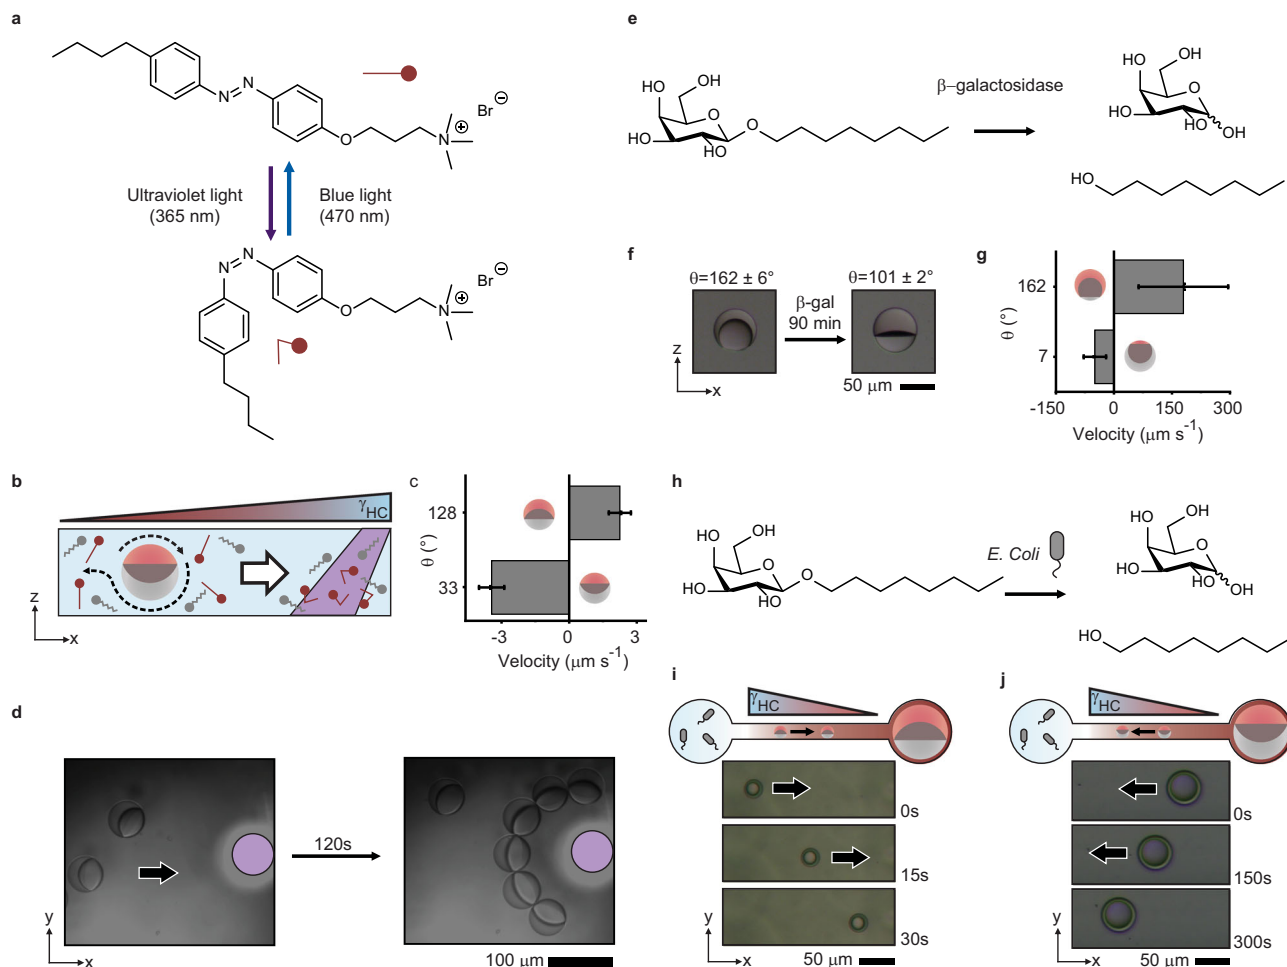 a
N
N
O
N
+
Br
−
Ultraviolet light
(365 nm)
Blue light
(470 nm)
N
N
O
N
+
Br
−
b
γHC
z
x
c
θ (°)
128
33
-3
0
3
Velocity (μm s-1)
d
120s
y
x
100 μm
e
OH
HO
O
HO
OH
O
β-galactosidase
HO
OH
O
HO
HO
OH
HO
f
θ=162 ± 6°
θ=101 ± 2°
β-gal
90 min
z
x
50 μm
g
θ (°)
162
7
-150
0
150
300
Velocity (μm s-1)
h
OH
HO
O
HO
OH
O
E. Coli
HO
OH
O
HO
HO
OH
HO
i
γHC
0s
15s
30s
y
x
50 μm
j
γHC
0s
150s
300s
y
x
50 μm